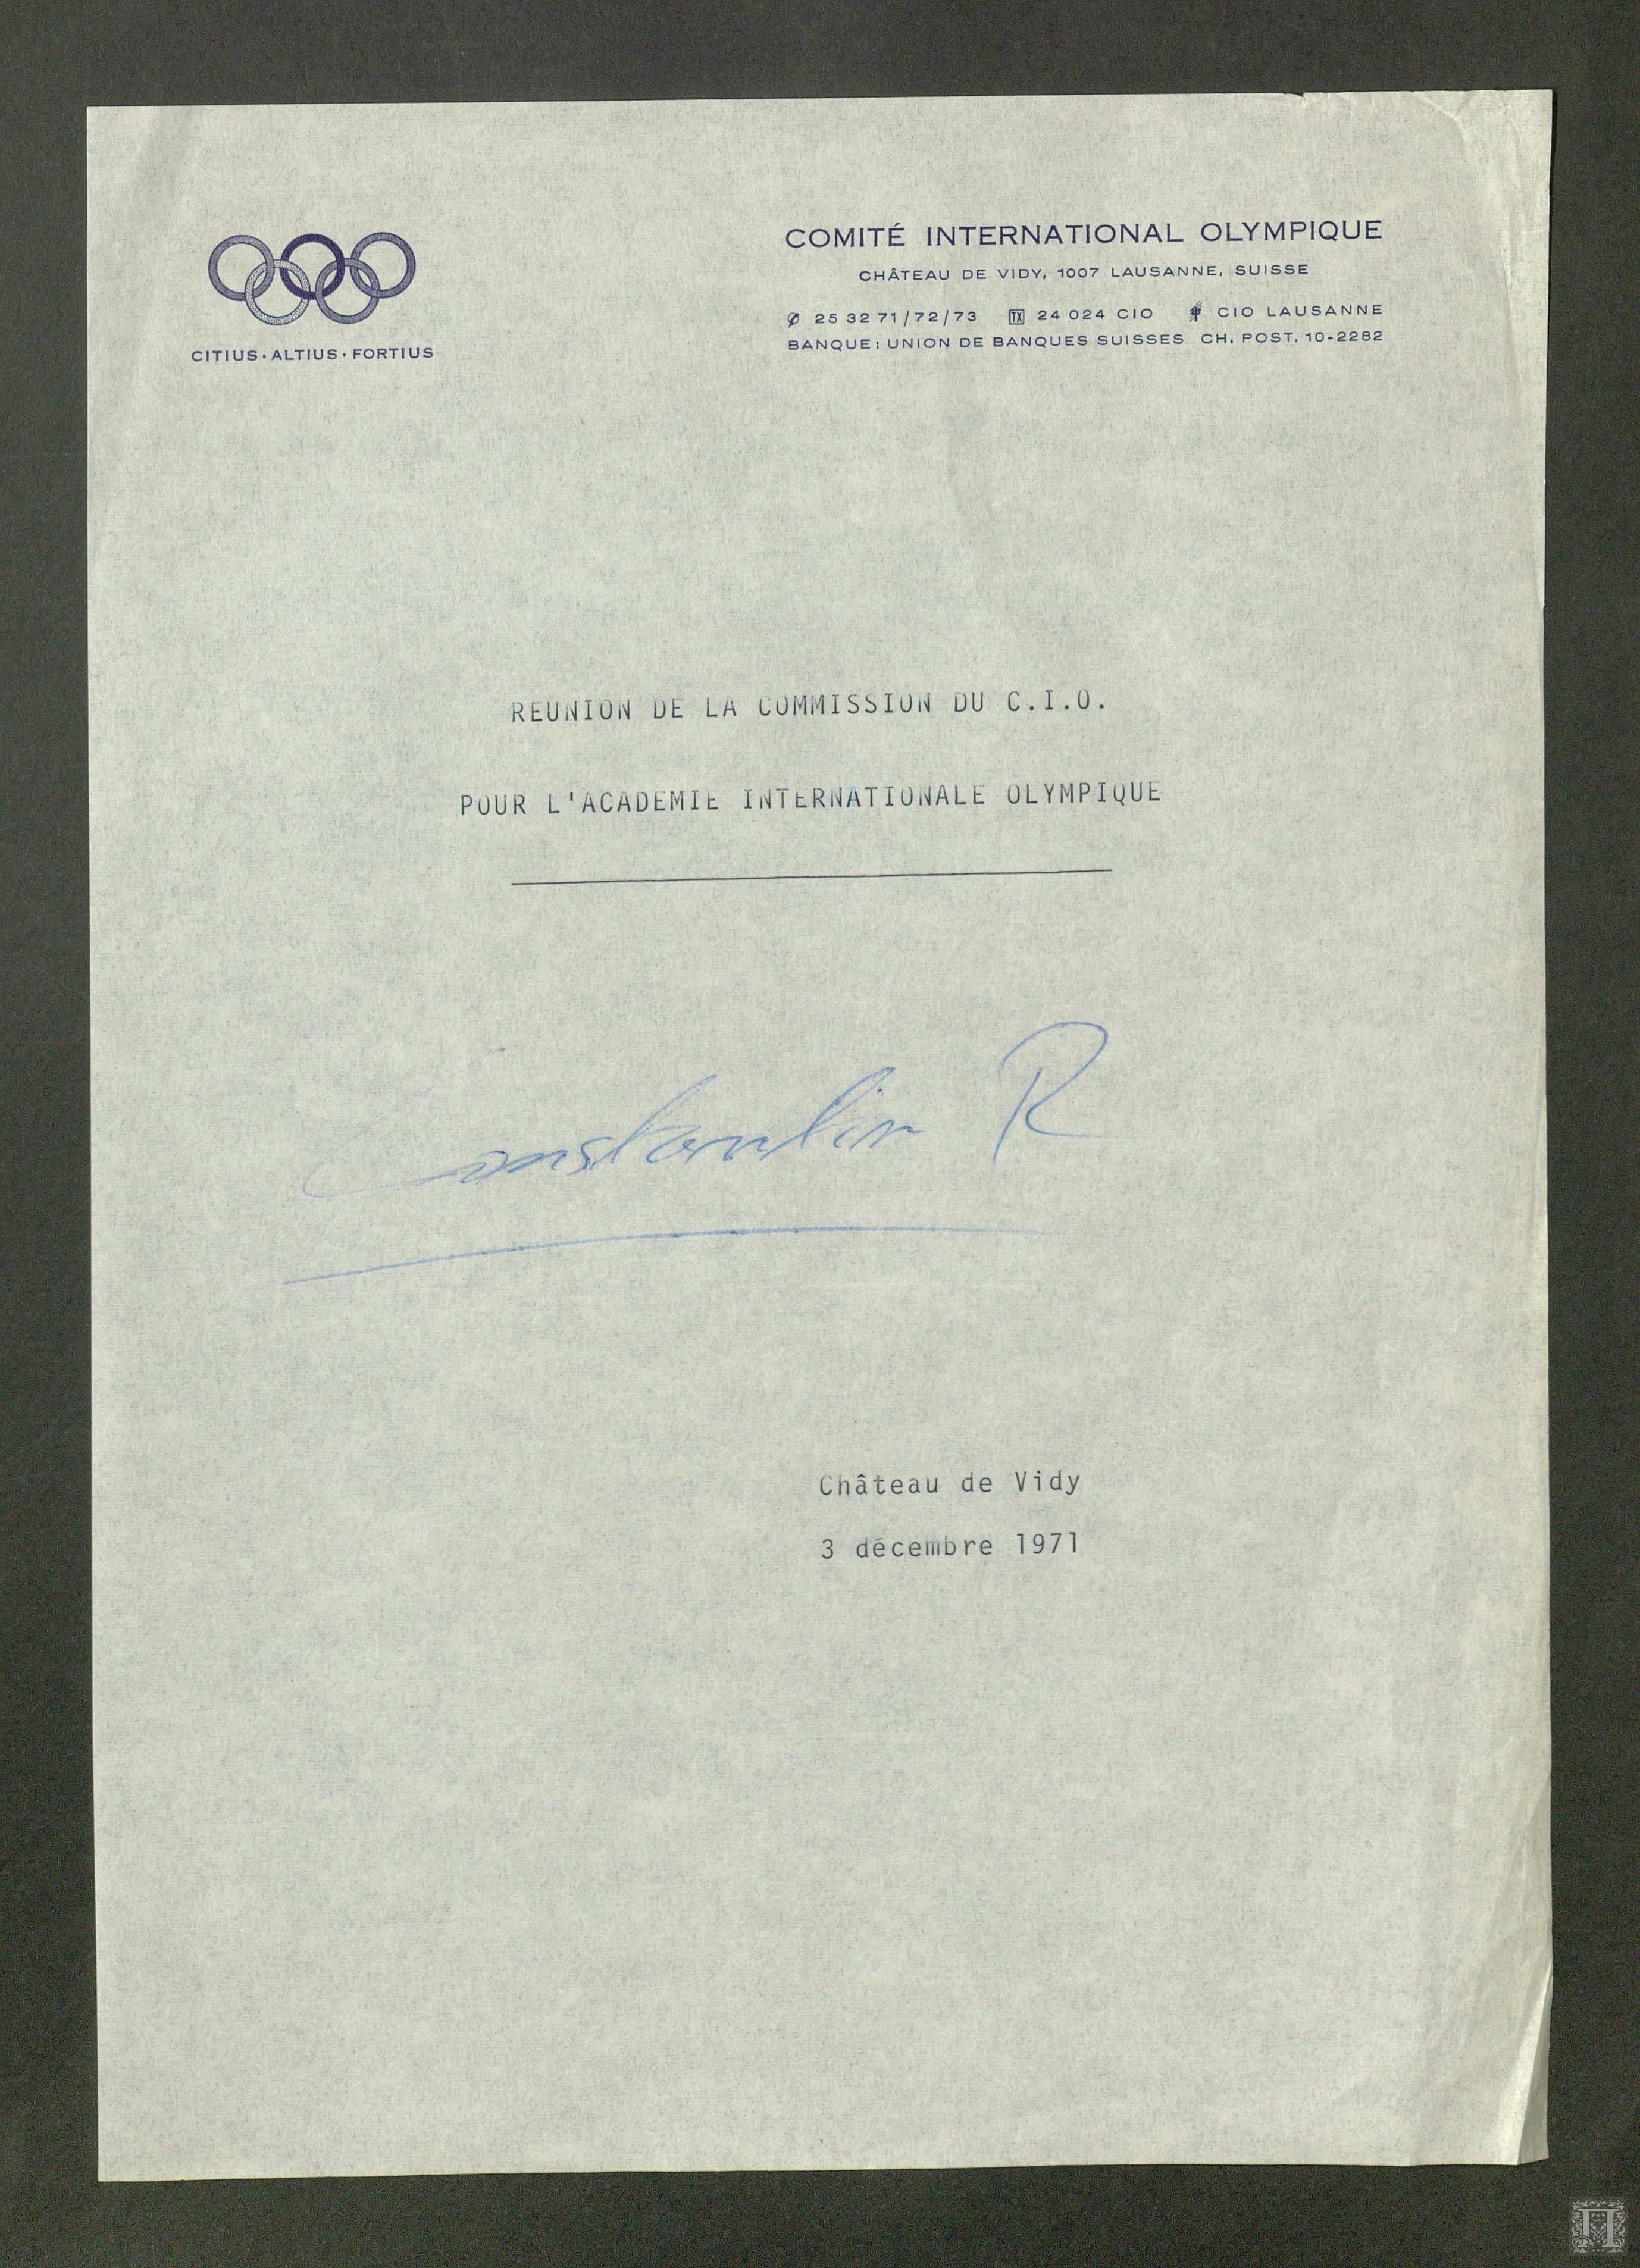 COMITÉ INTERNATIONAL OLYMPIQUE
CHÂTEAU DE VIDY, 1007 LAUSANNE, SUISSE
25 32 71/72/73 TX 24 024 CIO CIO LAUSANNE
BANQUE: UNION DE BANQUES SUISSES CH. POST. 10-2282
CITIUS · ALTIUS · FORTIUS
REUNION DE LA COMMISSION DU C.I.O.
POUR L'ACADEMIE INTERNATIONALE OLYMPIQUE
Constantin R
Château de Vidy
3 décembre 1971